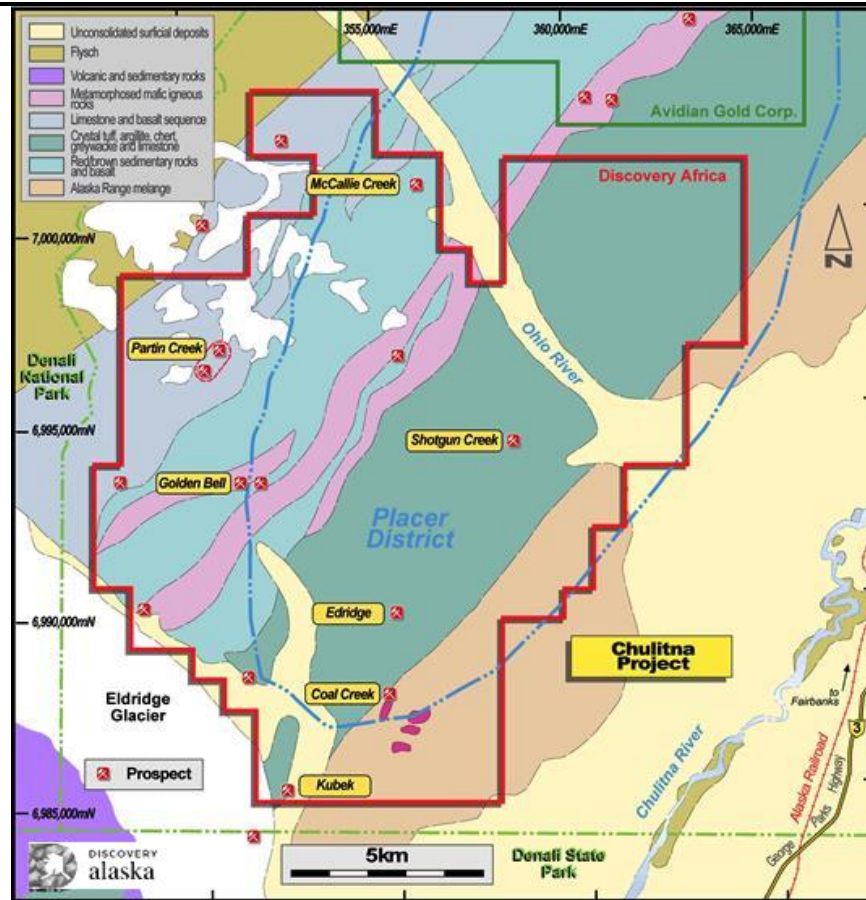 355,000mE
360,000mE
365,000mE
Unconsolidated surficial deposits
Flysch
Volcanic and sedimentary rocks
Metamorphosed mafic igneous
rocks
Limestone and basalt sequence
Crystal tuff, argillite, chert,
greywacke and limestone
Red/brown sedimentary rocks
and basalt
Alaska Range melange
Avidian Gold Corp.
McCallie Creek
Discovery Africa
7,000,000mN
N
Ohio River
Partin Creek
Denali
National
Park
6,995,000mN
Shotgun Creek
Golden Bell
Placer
District
6,990,000mN
Edridge
Chulitna
Project
Eldridge
Glacier
Coal Creek
to
Fairbanks
3
Prospect
Kubek
Chulitna River
Alaska Railroad
George Parks Highway
6,985,000mN
DISCOVERY
alaska
5km
Denali State
Park